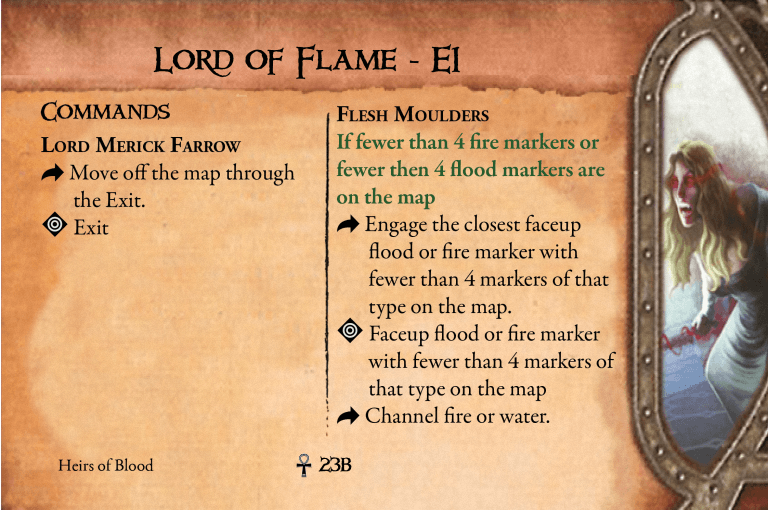 Lord of Flame - E1
Commands
Lord Merick Farrow
Move off the map through
the Exit.
Exit
Flesh Moulders
If fewer than 4 fire markers or
fewer then 4 flood markers are
on the map
Engage the closest faceup
flood or fire marker with
fewer than 4 markers of that
type on the map.
Faceup flood or fire marker
with fewer than 4 markers of
that type on the map
Channel fire or water.
Heirs of Blood
23B